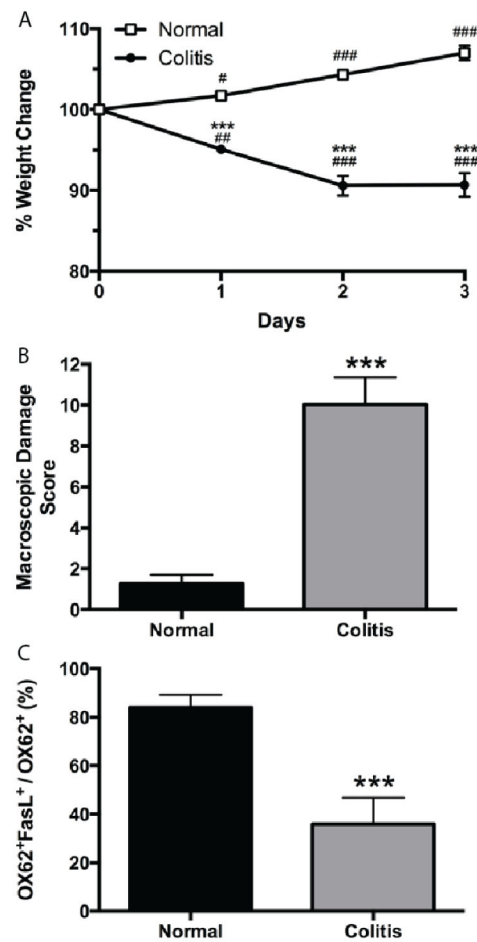 A
Normal
Colitis
110
100
90
80
% Weight Change
#
###
###
***
##
***
###
***
###
0
1
2
3
Days
B
Macroscopic Damage
Score
12
10
8
6
4
2
0
***
Normal
Colitis
C
OX62⁺FasL⁺ / OX62⁺ (%)
100
80
60
40
20
0
***
Normal
Colitis